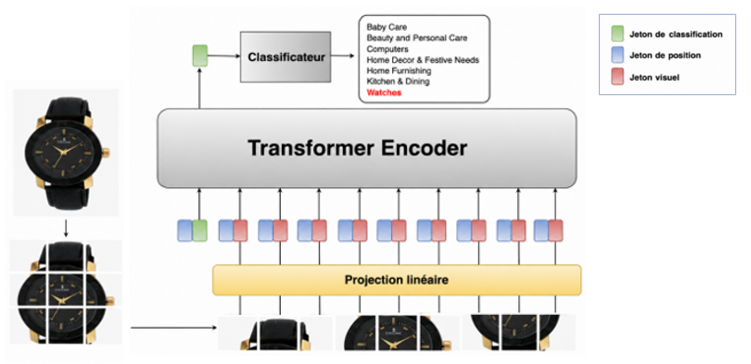 Baby Care
Beauty and Personal Care
Computers
Home Decor & Festive Needs
Home Furnishing
Kitchen & Dining
Watches
Classificateur
Jeton de classification
Jeton de position
Jeton visuel
Transformer Encoder
Projection linéaire